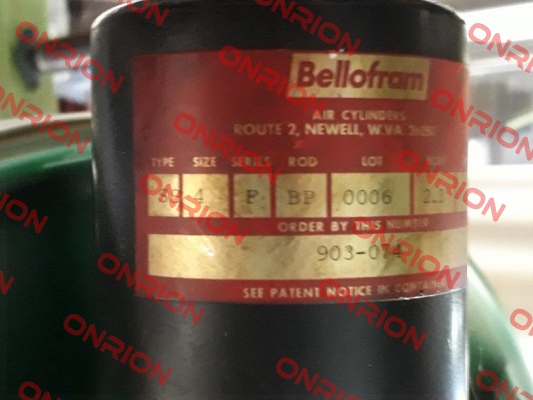 Bellofram
AIR CYLINDERS
ROUTE 2, NEWELL, W.VA.
TYPE SIZE SERIES ROD LOT
4 F BP 0006
ORDER BY THIS NUMBER
SEE PATENT NOTICE IN
ONRION